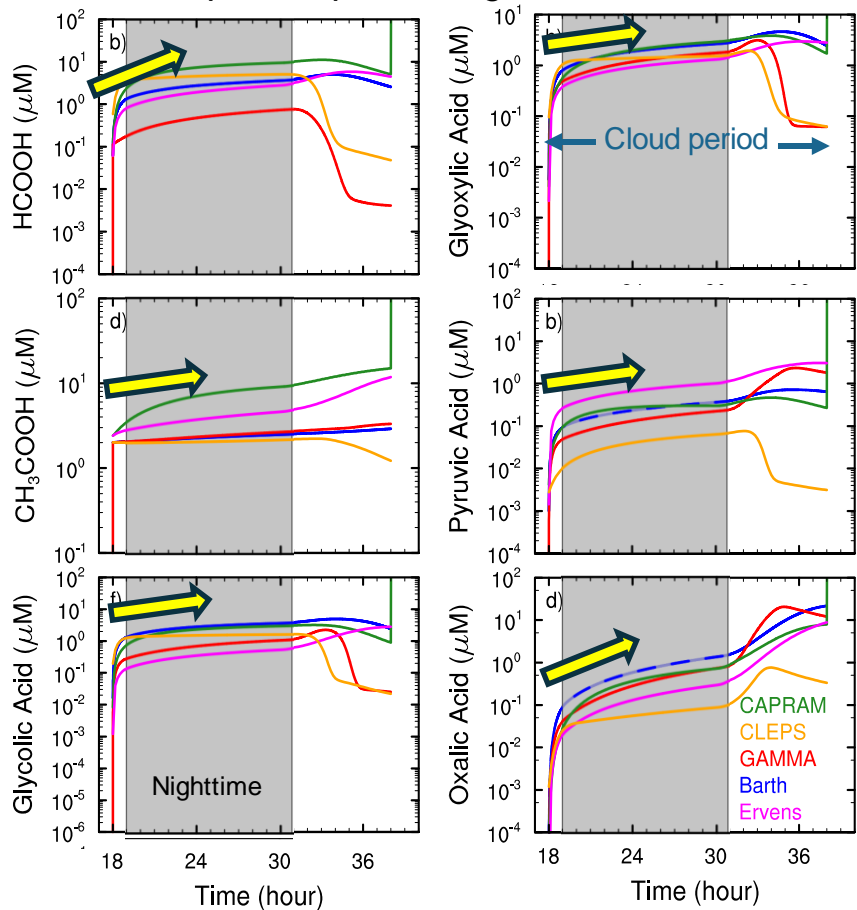 b)
10²
10¹
10⁰
10⁻¹
10⁻²
10⁻³
10⁻⁴
HCOOH (μM)
10¹
10⁰
10⁻¹
10⁻²
10⁻³
10⁻⁴
Glyoxylic Acid (μM)
Cloud period
d)
10²
10¹
10⁰
10⁻¹
CH₃COOH (μM)
b)
10²
10¹
10⁰
10⁻¹
10⁻²
10⁻³
10⁻⁴
Pyruvic Acid (μM)
f)
10²
10¹
10⁰
10⁻¹
10⁻²
10⁻³
10⁻⁴
10⁻⁵
10⁻⁶
Glycolic Acid (μM)
Nighttime
18 24 30 36
Time (hour)
d)
10²
10¹
10⁰
10⁻¹
10⁻²
10⁻³
10⁻⁴
Oxalic Acid (μM)
CAPRAM
CLEPS
GAMMA
Barth
Ervens
18 24 30 36
Time (hour)